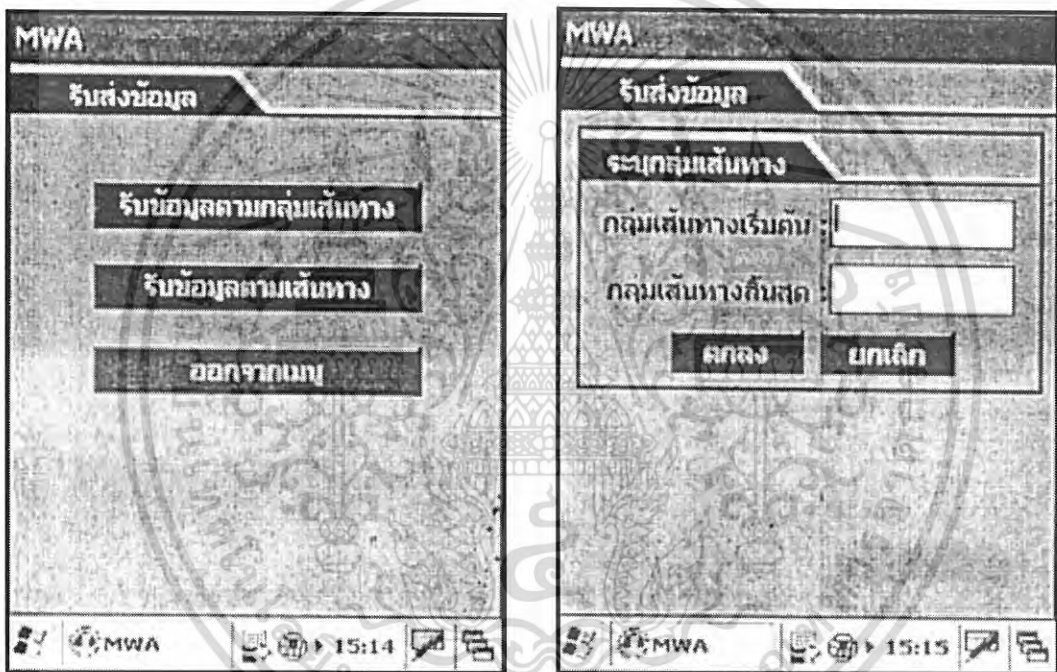 MWA
รับส่งข้อมูล
รับข้อมูลตามกลุ่มเส้นทาง
รับข้อมูลตามเส้นทาง
ออกจากเมนู
MWA
15:14
MWA
รับส่งข้อมูล
ระบุกลุ่มเส้นทาง
กลุ่มเส้นทางเริ่มต้น :
กลุ่มเส้นทางสิ้นสุด :
ตกลง
ยกเลิก
MWA
15:15